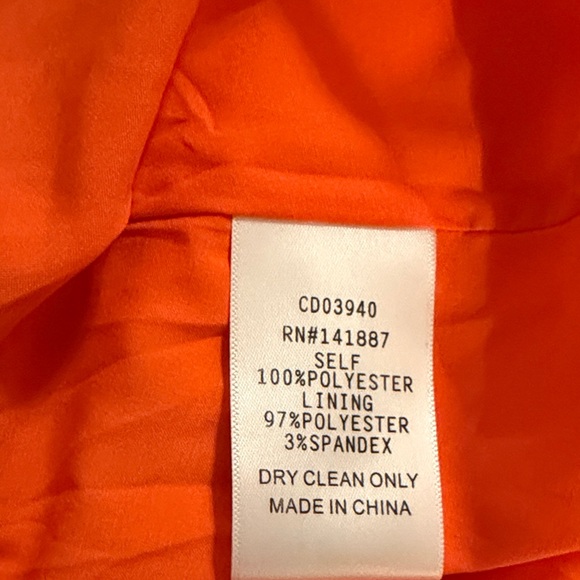 CD03940
RN#141887
SELF
100%POLYESTER
LINING
97%POLYESTER
3%SPANDEX
DRY CLEAN ONLY
MADE IN CHINA